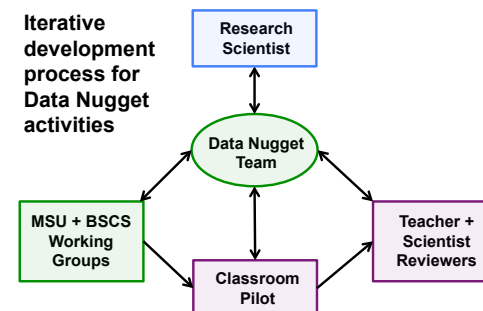 Iterative
development
process for
Data Nugget
activities
Research
Scientist
Data Nugget
Team
MSU + BSCS
Working
Groups
Teacher +
Scientist
Reviewers
Classroom
Pilot